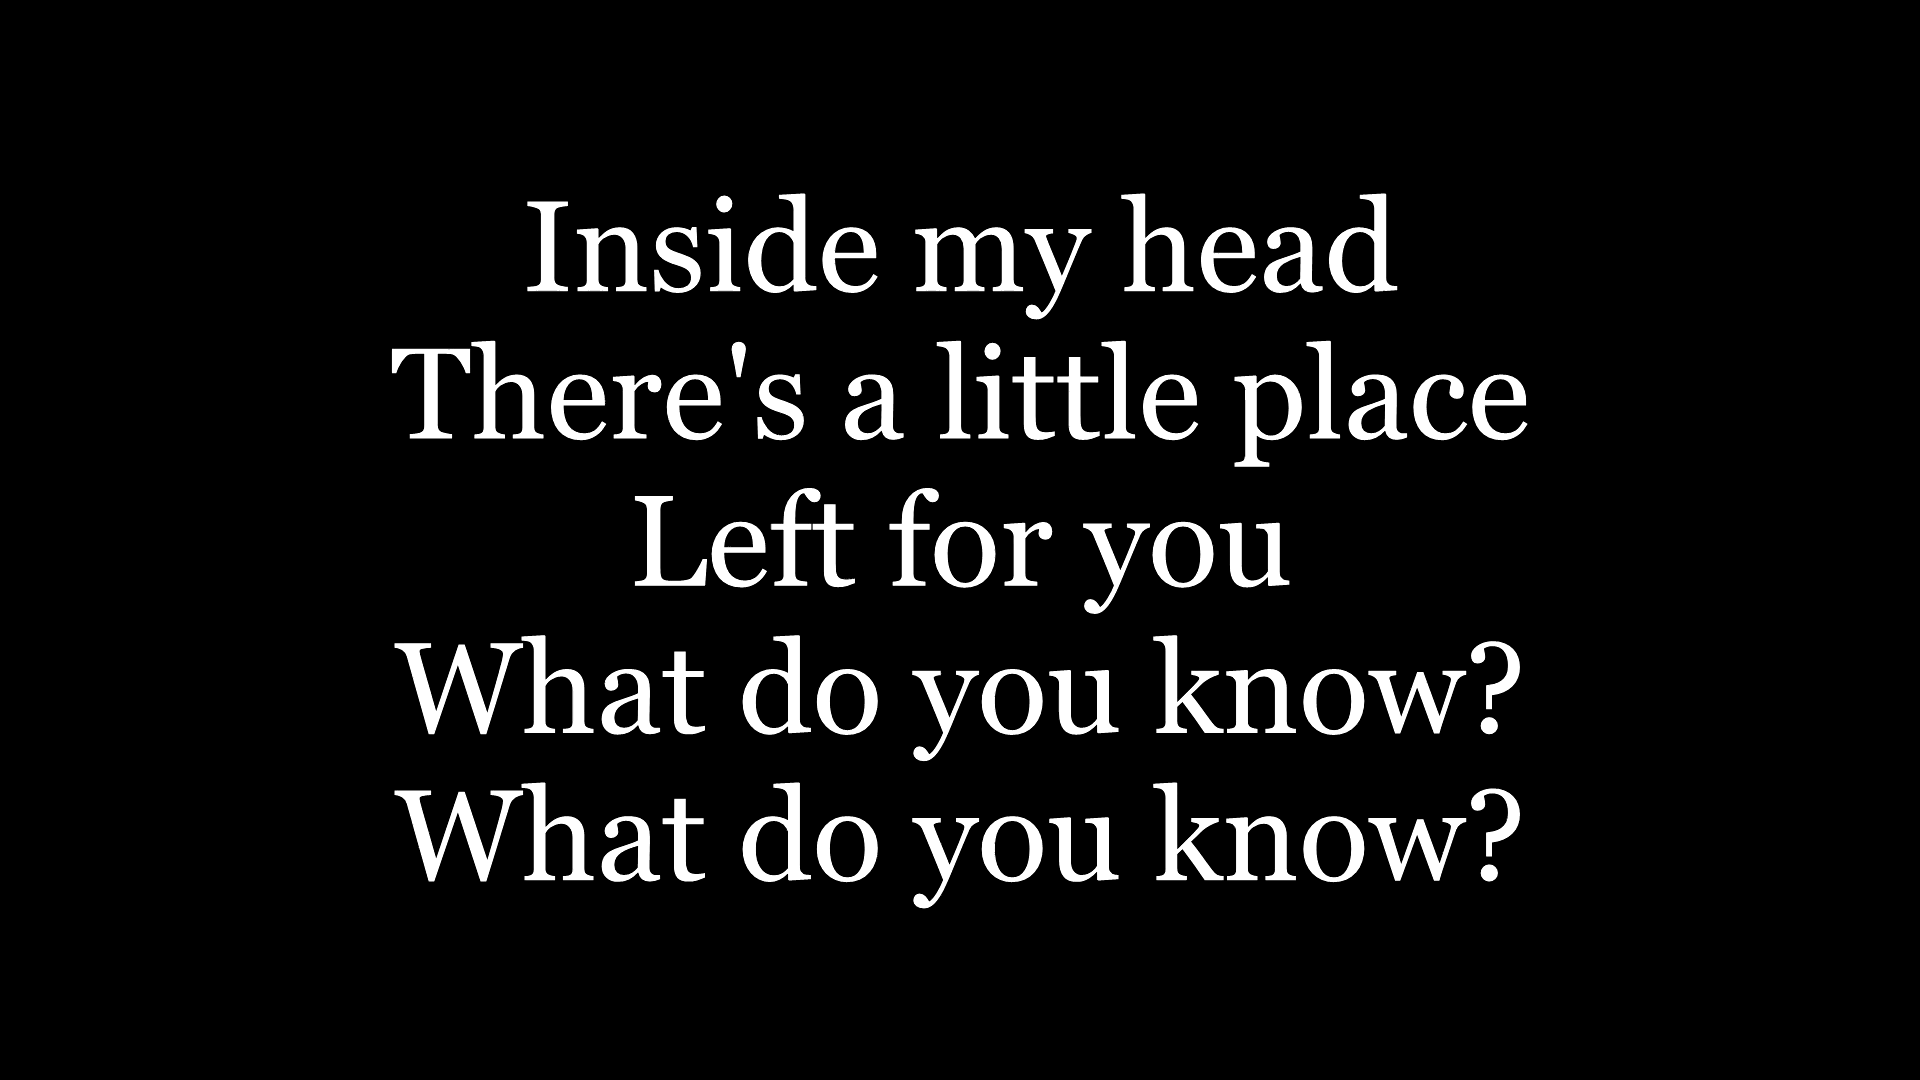 Inside my head
There's a little place
Left for you
What do you know?
What do you know?